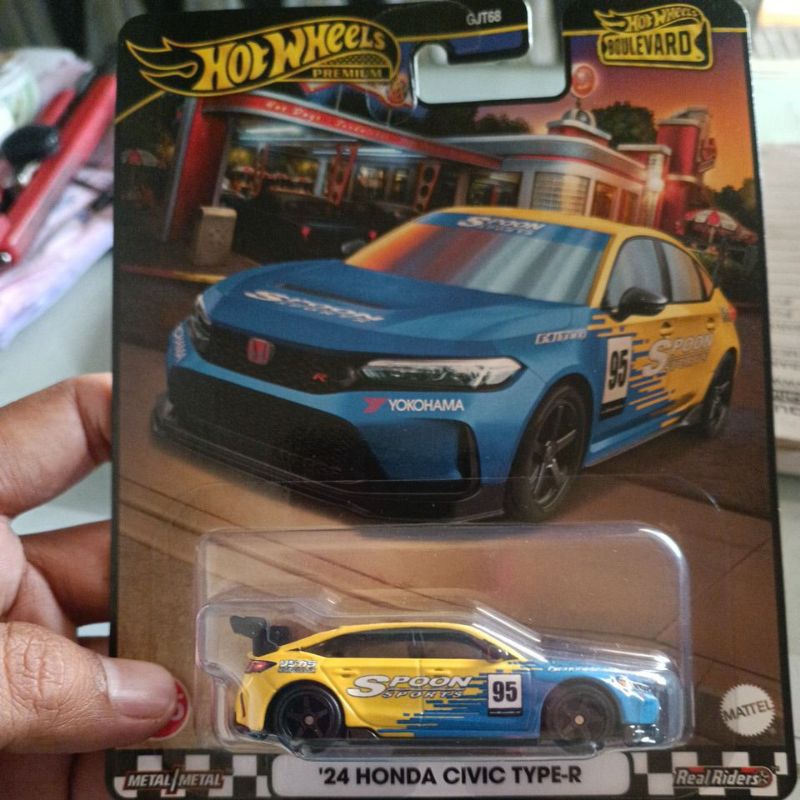 GJT68
HOT WHEELS
PREMIUM
HOT WHEELS
BOULEVARD
SPOON
SPORTS
SPOON
SPORTS
R
YOKOHAMA
95
SPOON
SPOON
SPORTS
95
MATTEL
METAL/METAL
'24 HONDA CIVIC TYPE-R
Real Riders